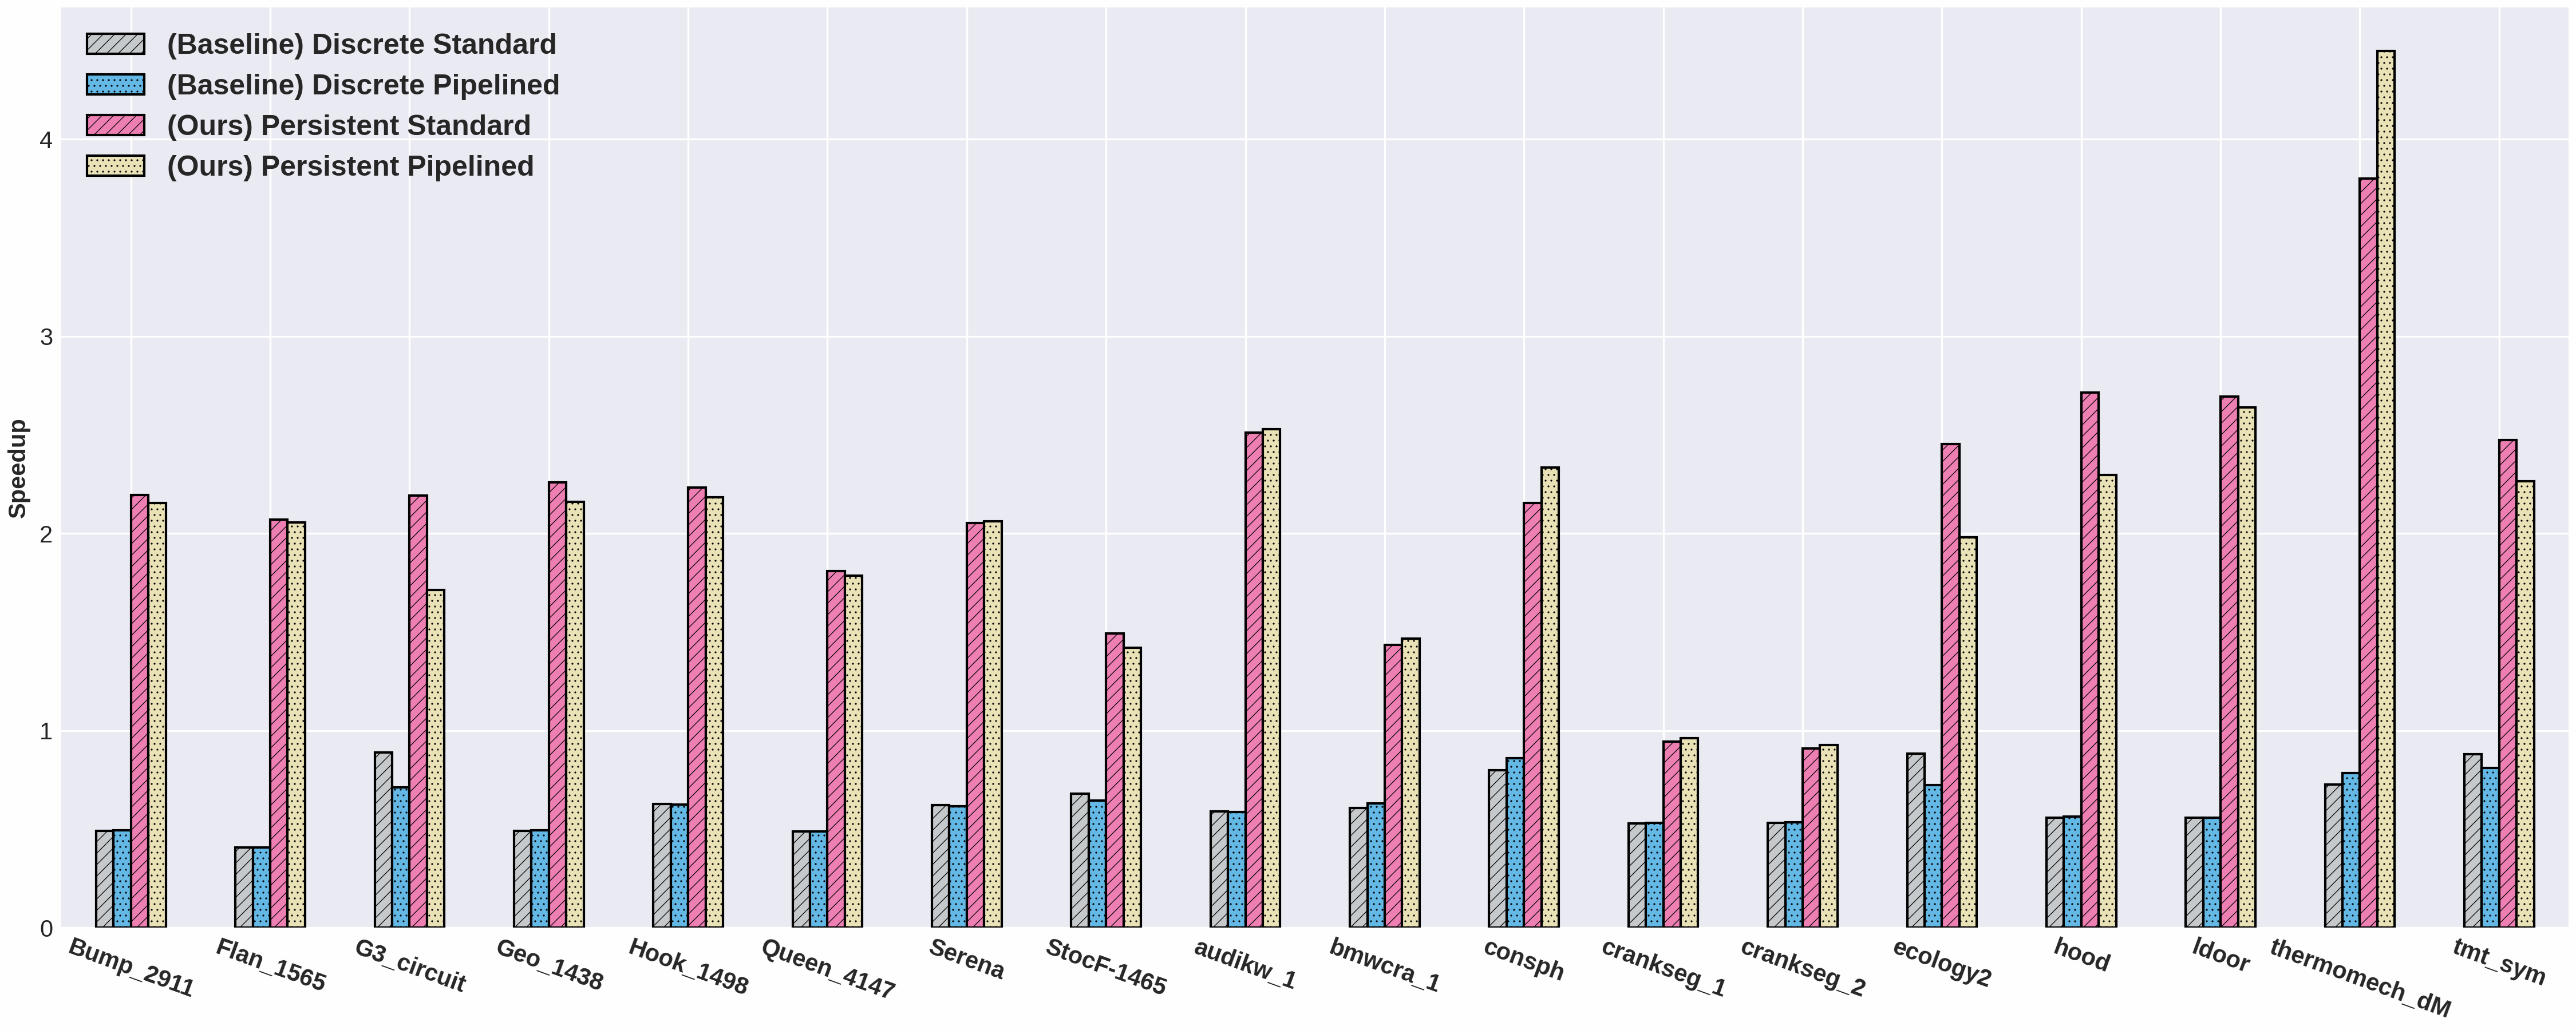 (Baseline) Discrete Standard
(Baseline) Discrete Pipelined
(Ours) Persistent Standard
(Ours) Persistent Pipelined
Speedup
4
3
2
1
0
Bump_2911
Flan_1565
G3_circuit
Geo_1438
Hook_1498
Queen_4147
Serena
StocF-1465
audikw_1
bmwcra_1
consph
crankseg_1
crankseg_2
ecology2
hood
ldoor
thermomech_dM
tmt_sym